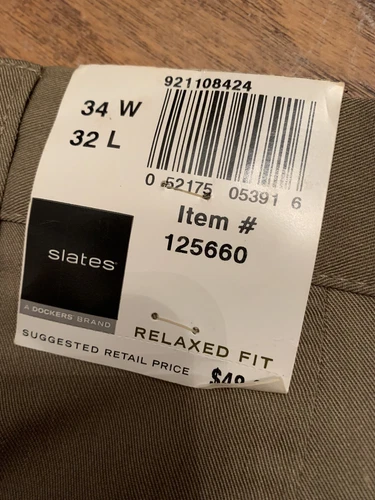 921108424
34 W
32 L
0 52175 05391 6
Item #
125660
slates
A DOCKERS BRAND
RELAXED FIT
SUGGESTED RETAIL PRICE